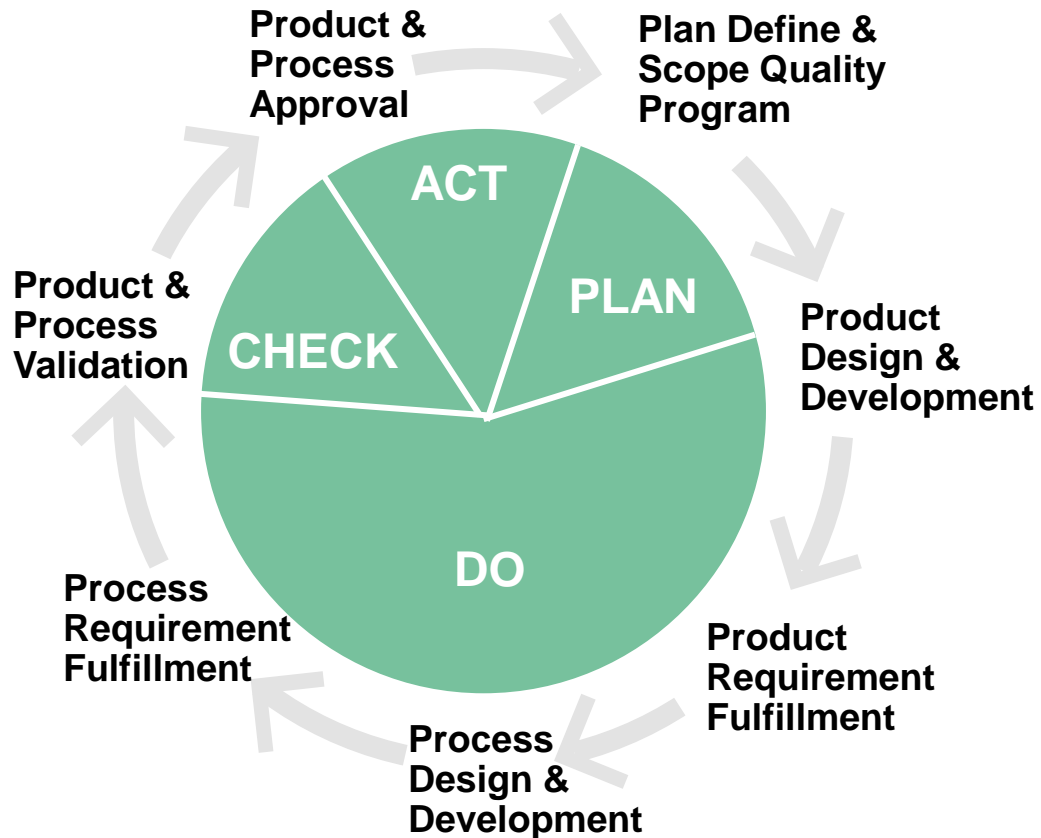 Product &
Process
Approval
Plan Define &
Scope Quality
Program
ACT
PLAN
CHECK
DO
Product &
Process
Validation
Product
Design &
Development
Process
Requirement
Fulfillment
Product
Requirement
Fulfillment
Process
Design &
Development